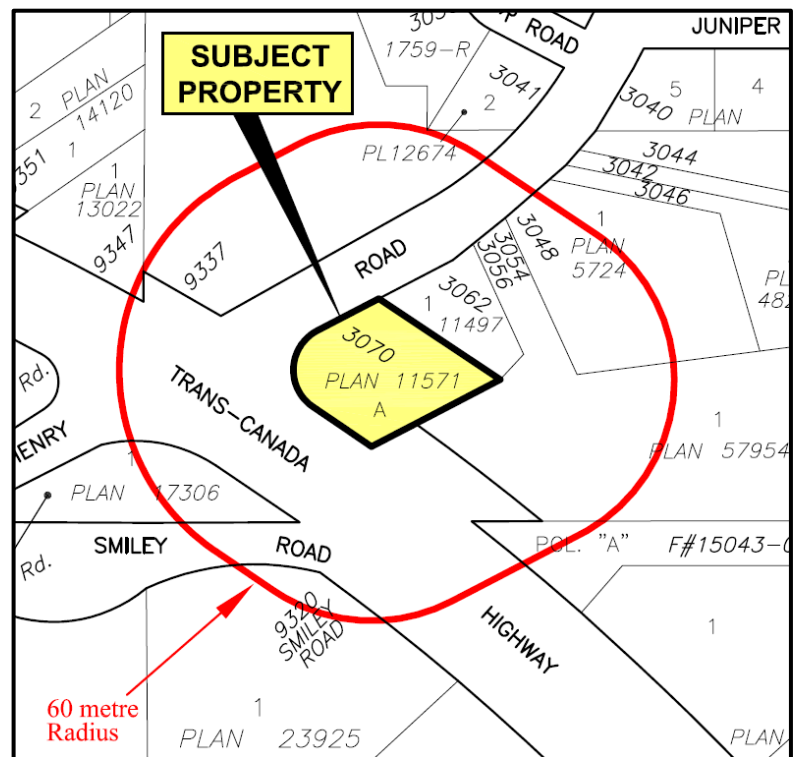 305
1759-R
ROAD
JUNIPER
SUBJECT
PROPERTY
3041
2
5
4
3040
PLAN
2 PLAN
14120
1
PL12674
3044
3042
3046
1
PLAN
13022
9347
9337
ROAD
3048
3054
3056
1
PLAN
5724
3062
1
11497
3070
PLAN 11571
A
Rd.
TRANS-CANADA
1
PLAN 57954
1
PLAN 17306
SMILEY ROAD
POL. "A"
F#15043-0
Rd.
9320
SMILEY
ROAD
HIGHWAY
1
60 metre
Radius
1
PLAN 23925
PLAN